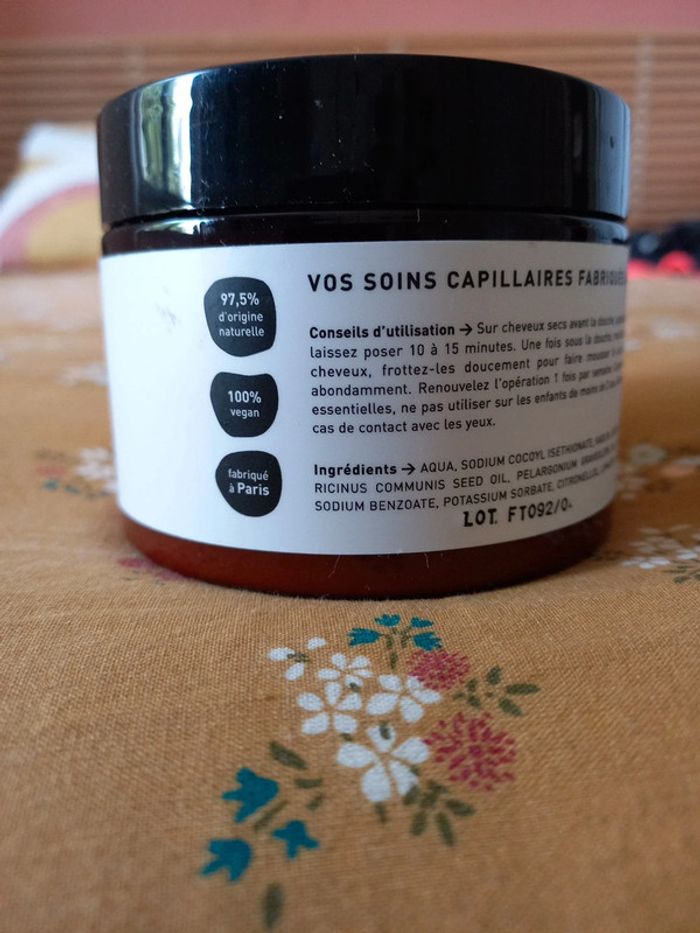 97,5%
d'origine
naturelle
100%
vegan
fabriqué
à Paris
VOS SOINS CAPILLAIRES
Conseils d'utilisation → Sur cheveux secs avant la douche,
laissez poser 10 à 15 minutes. Une fois sous la douche,
cheveux, frottez-les doucement pour faire mousser
abondamment. Renouvelez l'opération 1 fois par semaine.
essentielles, ne pas utiliser sur les enfants de moins de
cas de contact avec les yeux.
Ingrédients → AQUA, SODIUM COCOYL ISETHIONATE,
RICINUS COMMUNIS SEED OIL, PELARGONIUM GRAVEOLENS
SODIUM BENZOATE, POTASSIUM SORBATE, CITRONELLOL,
LOT. FT092/0